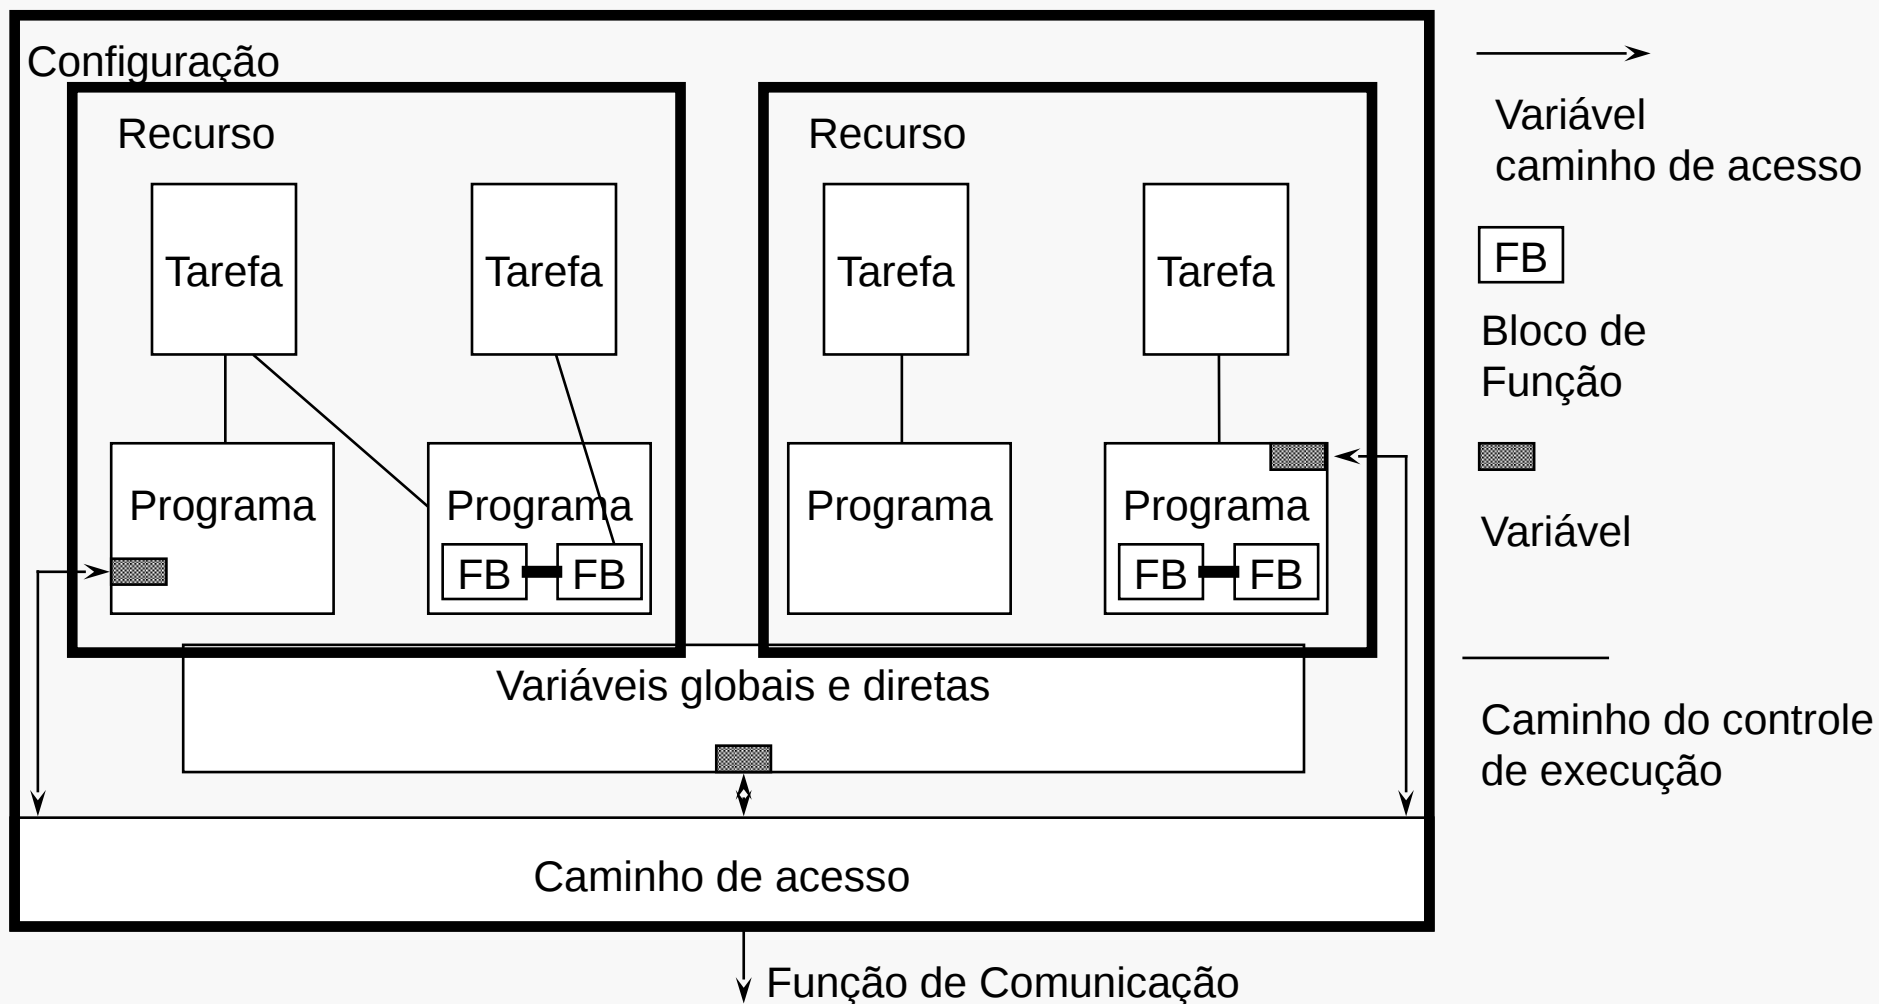 Configuração
Recurso
Recurso
Tarefa
Tarefa
Tarefa
Tarefa
Programa
Programa
Programa
Programa
FB
FB
FB
FB
Variáveis globais e diretas
Caminho de acesso
Função de Comunicação
Variável
caminho de acesso
FB
Bloco de
Função
Variável
Caminho do controle
de execução